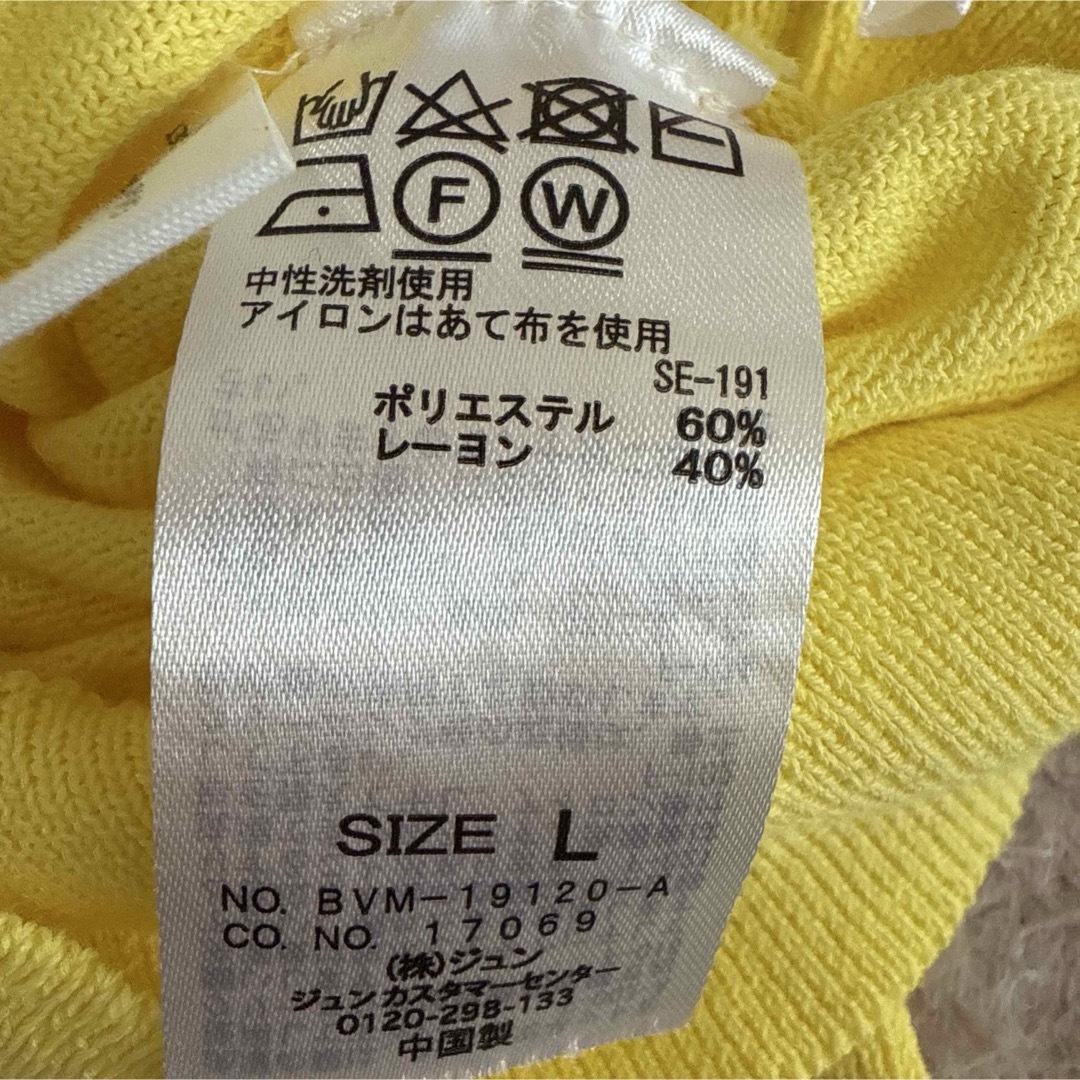 F W
中性洗剤使用
アイロンはあて布を使用
SE-191
ポリエステル 60%
レーヨン 40%
SIZE L
NO. BVM-19120-A
CO. NO. 17069
(株)ジュン
ジュンカスタマーセンター
0120-298-133
中国製